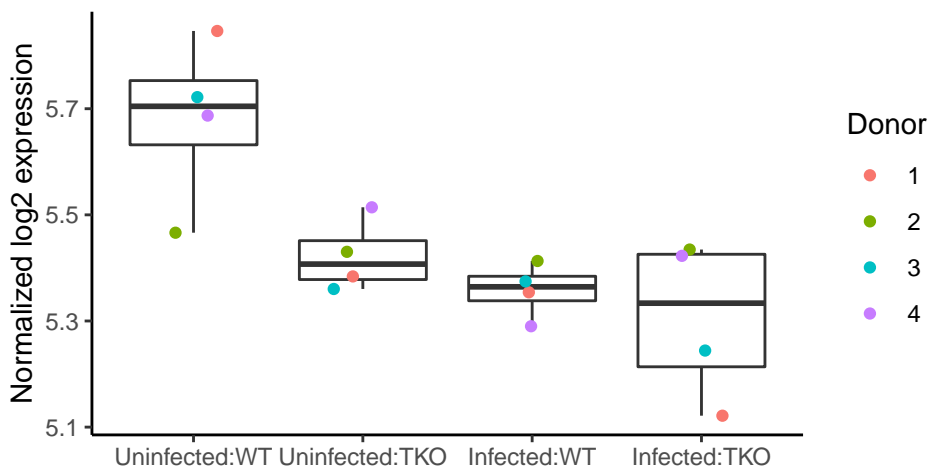 Normalized log2 expression
5.7
5.5
5.3
5.1
Uninfected:WT Uninfected:TKO Infected:WT Infected:TKO
Donor
1
2
3
4